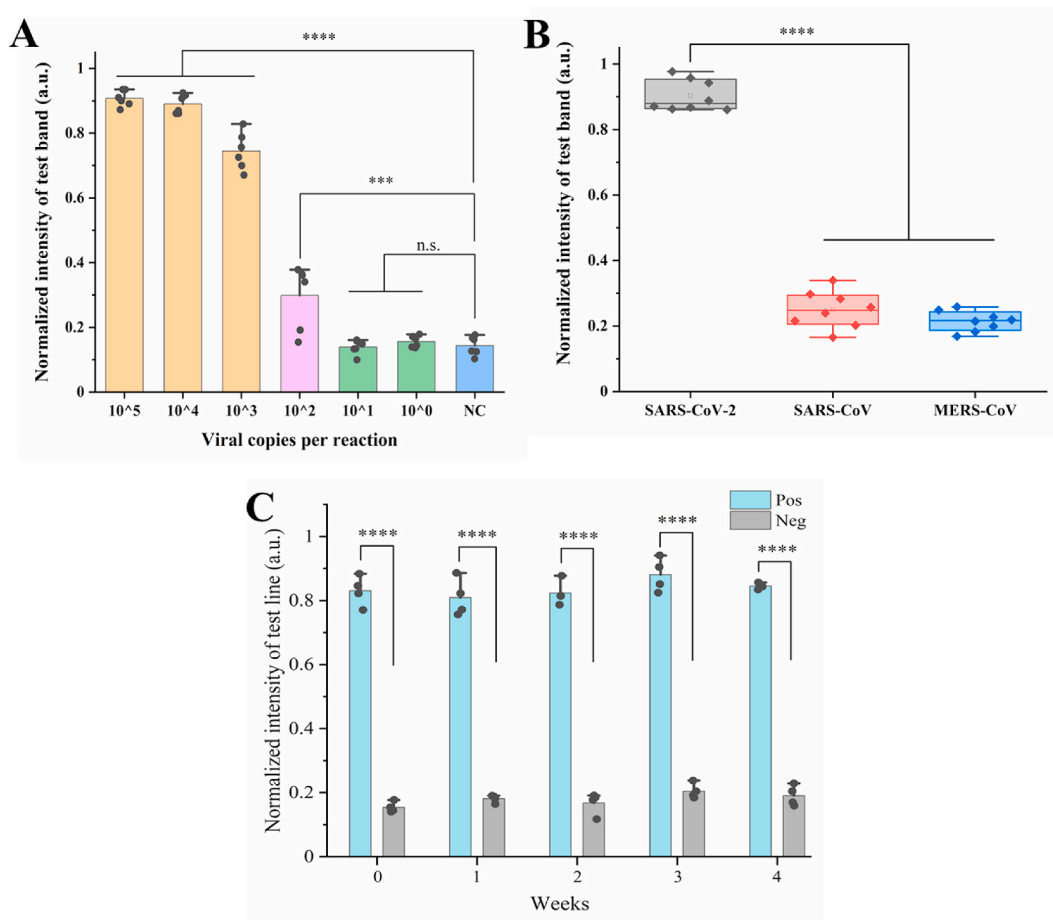 A
Normalized intensity of test band (a.u.)
1
0.8
0.6
0.4
0.2
0
****
***
n.s.
10^5 10^4 10^3 10^2 10^1 10^0 NC
Viral copies per reaction
B
Normalized intensity of test band (a.u.)
1
0.8
0.6
0.4
0.2
0
****
SARS-CoV-2 SARS-CoV MERS-CoV
C
Normalized intensity of test line (a.u.)
1
0.8
0.6
0.4
0.2
0
Pos
Neg
**** **** **** **** ****
0 1 2 3 4
Weeks